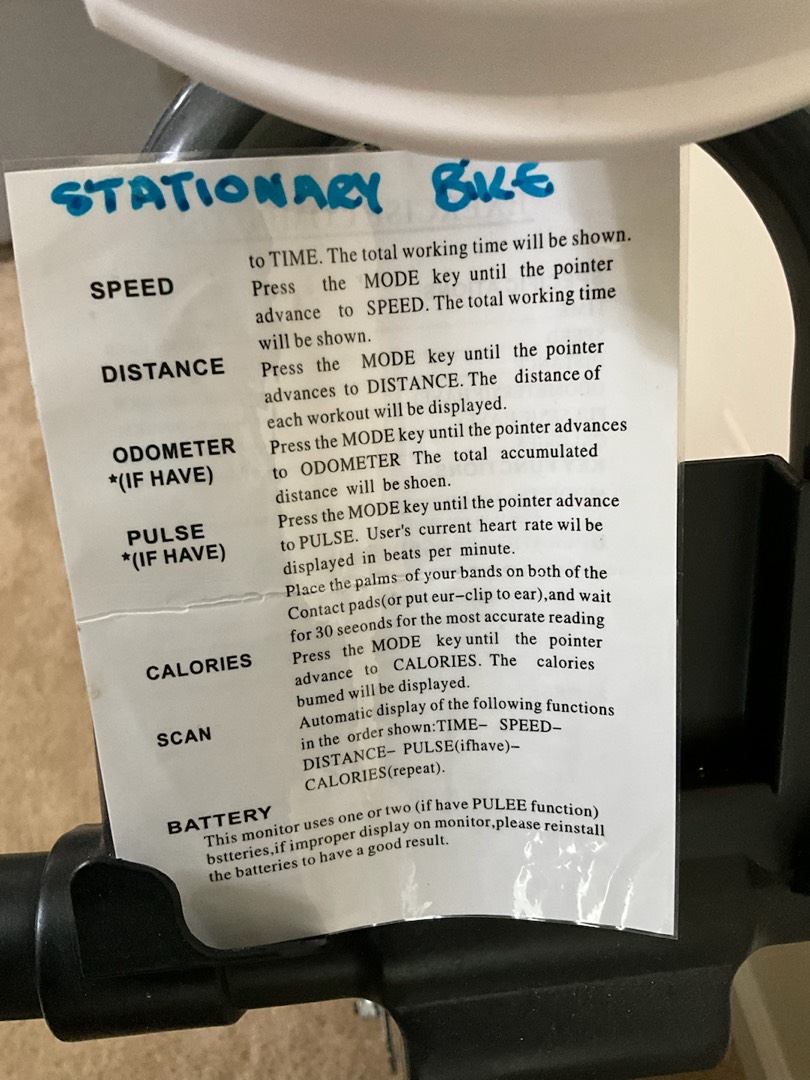 STATIONARY BIKE
to TIME. The total working time will be shown.
SPEED Press the MODE key until the pointer
advance to SPEED. The total working time
will be shown.
DISTANCE Press the MODE key until the pointer
advances to DISTANCE. The distance of
each workout will be displayed.
ODOMETER Press the MODE key until the pointer advances
*(IF HAVE) to ODOMETER The total accumulated
distance will be shoen.
PULSE Press the MODE key until the pointer advance
*(IF HAVE) to PULSE. User's current heart rate wil be
displayed in beats per minute.
Place the palms of your bands on both of the
Contact pads(or put eur-clip to ear),and wait
for 30 seeonds for the most accurate reading
CALORIES Press the MODE key until the pointer
advance to CALORIES. The calories
bumed will be displayed.
SCAN Automatic display of the following functions
in the order shown:TIME- SPEED-
DISTANCE- PULSE(ifhave)-
CALORIES(repeat).
BATTERY
This monitor uses one or two (if have PULEE function)
bstteries,if improper display on monitor,please reinstall
the batteries to have a good result.